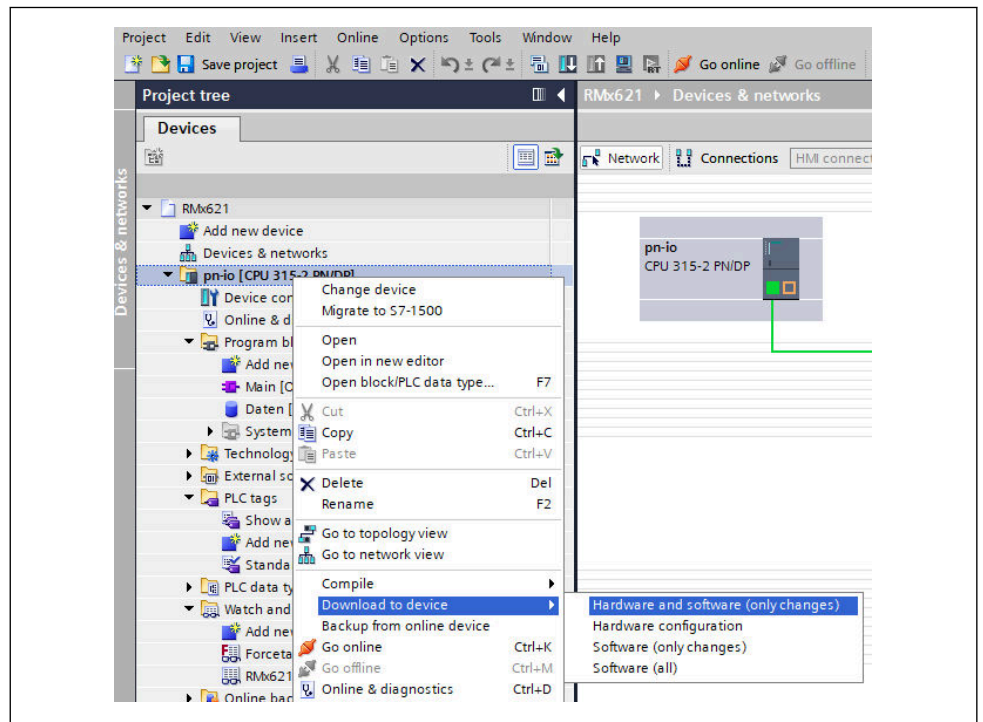 Project Edit View Insert Online Options Tools Window Help
Save project Go online Go offline
Project tree
RMx621 Devices & networks
Devices
Devices & networks
Network Connections HMI connect
RMx621
Add new device
Devices & networks
pn-io [CPU 315-2 PN/DP]
Device con
Online & d
Program bl
Add ne
Main [O
Daten [
System
Technology
External so
PLC tags
Show a
Add ne
Standa
PLC data ty
Watch and
Add ne
Forceta
RMx621
Online bac
Change device
Migrate to S7-1500
Open
Open in new editor
Open block/PLC data type... F7
Cut Ctrl+X
Copy Ctrl+C
Paste Ctrl+V
Delete Del
Rename F2
Go to topology view
Go to network view
Compile
Download to device
Backup from online device
Go online Ctrl+K
Go offline Ctrl+M
Online & diagnostics Ctrl+D
Hardware and software (only changes)
Hardware configuration
Software (only changes)
Software (all)
pn-io
CPU 315-2 PN/DP